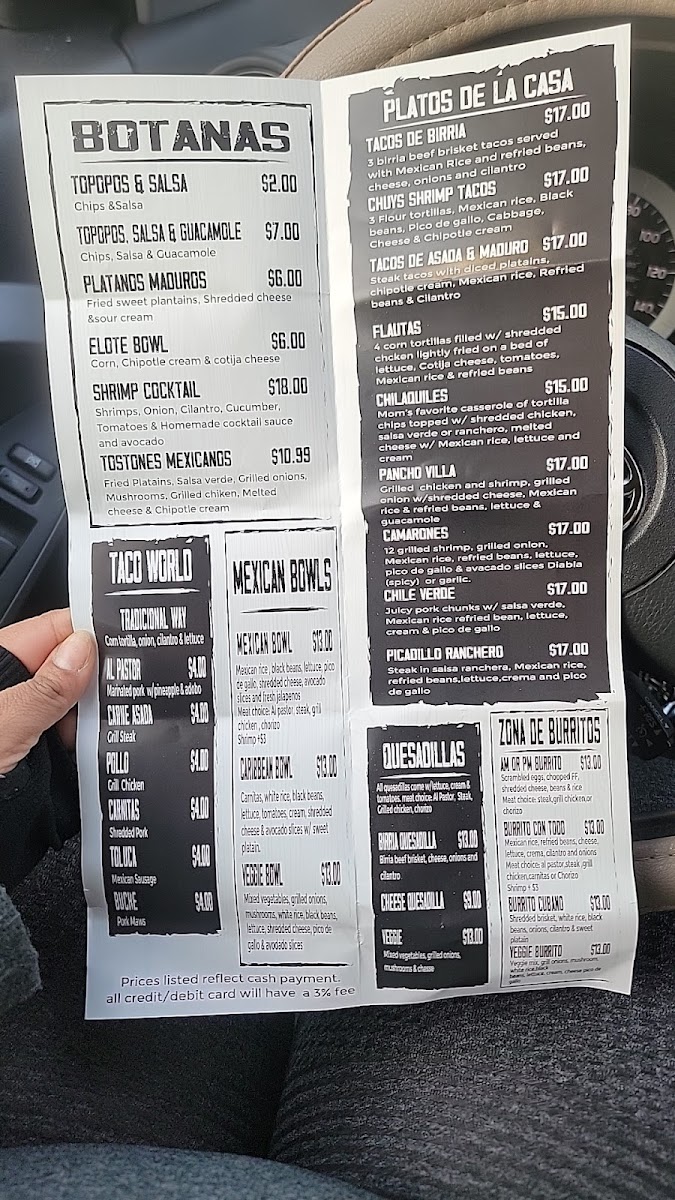 BOTANAS
TOPOPOS & SALSA $2.00
Chips &Salsa
TOPOPOS, SALSA & GUACAMOLE $7.00
Chips, Salsa & Guacamole
PLATANOS MADUROS $6.00
Fried sweet plantains, Shredded cheese
&sour cream
ELOTE BOWL $6.00
Corn, Chipotle cream & cotija cheese
SHRIMP COCKTAIL $18.00
Shrimps, Onion, Cilantro, Cucumber,
Tomatoes & Homemade cocktail sauce
and avocado
TOSTONES MEXICANOS $10.99
Fried Platains, Salsa verde, Grilled onions,
Mushrooms, Grilled chiken, Melted
cheese & Chipotle cream
TACO WORLD
TRADICIONAL WAY
Corn tortilla, onion, cilantro & lettuce
AL PASTOR $4.00
Marinated pork w/pineapple & adobo
CARNE ASADA $4.00
Grill Steak
POLLO $4.00
Grill Chicken
CARNITAS $4.00
Shredded Pork
TOLUCA $4.00
Mexican Sausage
BUCHE $4.00
Pork Maws
MEXICAN BOWLS
MEXICAN BOWL $13.00
Mexican rice, black beans, lettuce, pico
de gallo, shredded cheese, avocado
slices and fresh jalapenos
Meat choice: Al pastor, steak, grill
chicken, chorizo
Shrimp +$3
CARIBBEAN BOWL $13.00
Carnitas, white rice, black beans,
lettuce, tomatoes, cream, shredded
cheese & avocado slices w/ sweet
platain.
VEGGIE BOWL $13.00
Mixed vegetables, grilled onions,
mushrooms, white rice, black beans,
lettuce, shredded cheese, pico de
gallo & avocado slices
Prices listed reflect cash payment.
all credit/debit card will have a 3% fee
PLATOS DE LA CASA
TACOS DE BIRRIA $17.00
3 birria beef brisket tacos served
with Mexican Rice and refried beans,
cheese, onions and cilantro
CHUYS SHRIMP TACOS $17.00
3 Flour tortillas, Mexican rice, Black
beans, Pico de gallo, Cabbage,
Cheese & Chipotle cream
TACOS DE ASADA & MADURO $17.00
Steak tacos with diced platains,
chipotle cream, Mexican rice, Refried
beans & Cilantro
FLAUTAS $15.00
4 corn tortillas filled w/ shredded
chcken lightly fried on a bed of
lettuce, Cotija cheese, tomatoes,
Mexican rice & refried beans
CHILAQUILES $15.00
Mom's favorite casserole of tortilla
chips topped w/ shredded chicken,
salsa verde or ranchero, melted
cheese w/ Mexican rice, lettuce and
cream
PANCHO VILLA $17.00
Grilled chicken and shrimp, grilled
onion w/shredded cheese, Mexican
rice & refried beans, lettuce &
guacamole
CAMARONES $17.00
12 grilled shrimp, grilled onion,
Mexican rice, refried beans, lettuce,
pico de gallo & avacado slices Diabla
(spicy) or garlic.
CHILE VERDE $17.00
Juicy pork chunks w/ salsa verde,
Mexican rice refried bean, lettuce,
cream & pico de gallo
PICADILLO RANCHERO $17.00
Steak in salsa ranchera, Mexican rice,
refried beans,lettuce,crema and pico
de gallo
QUESADILLAS
All quesadillas come w/lettuce, cream &
tomatoes. meat choice: Al Pastor, Steak,
Grilled chicken, chorizo
BIRRIA QUESADILLA $13.00
Birria beef brisket, cheese, onions and
cilantro
CHEESE QUESADILLA $9.00
VEGGIE $13.00
Mixed vegetables, grilled onions,
mushrooms & cheese
ZONA DE BURRITOS
AM OR PM BURRITO $13.00
Scrambled eggs, chopped FF,
shredded cheese, beans & rice
Meat choice: steak,grill chicken,or
chorizo
BURRITO CON TODO $13.00
Mexican rice, refried beans, cheese,
lettuce, crema, cilantro and onions
Meat choice: al pastor,steak ,grill
chicken,carnitas or Chorizo
Shrimp + $3
BURRITO CUBANO $13.00
Shredded brisket, white rice, black
beans, onions, cilantro & sweet
platain
VEGGIE BURRITO $13.00
Veggie mix, grill onions, mushroom,
white rice,black
beans, lettuce, cream, cheese pico de
gallo
80
100
120
140